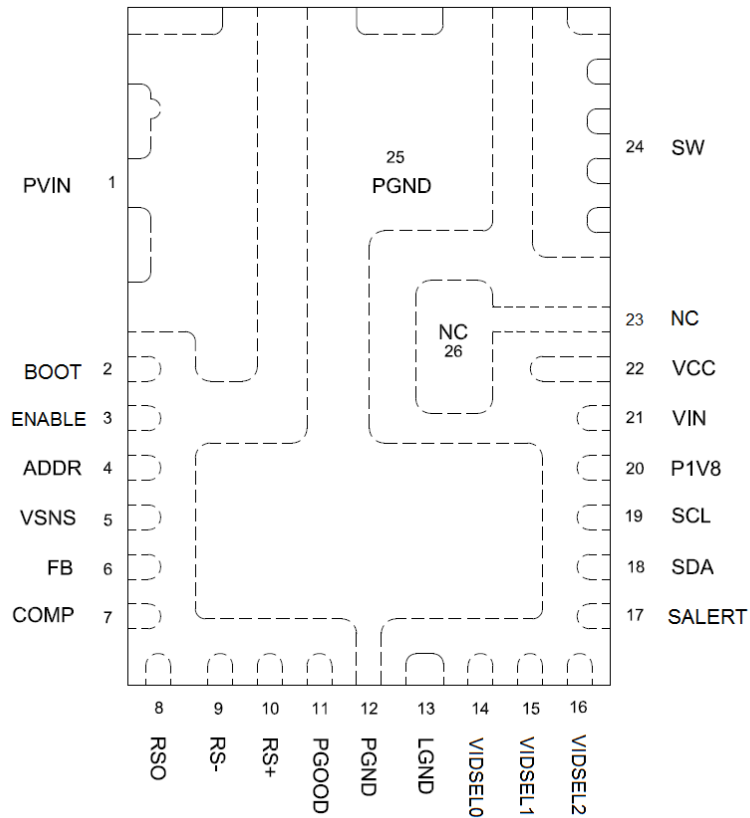 25
PGND
24 SW
PVIN 1
23 NC
NC
26
BOOT 2
22 VCC
ENABLE 3
21 VIN
ADDR 4
20 P1V8
VSNS 5
19 SCL
FB 6
18 SDA
COMP 7
17 SALERT
8 9 10 11 12 13 14 15 16
RSO
RS-
RS+
PGOOD
PGND
LGND
VIDSEL0
VIDSEL1
VIDSEL2